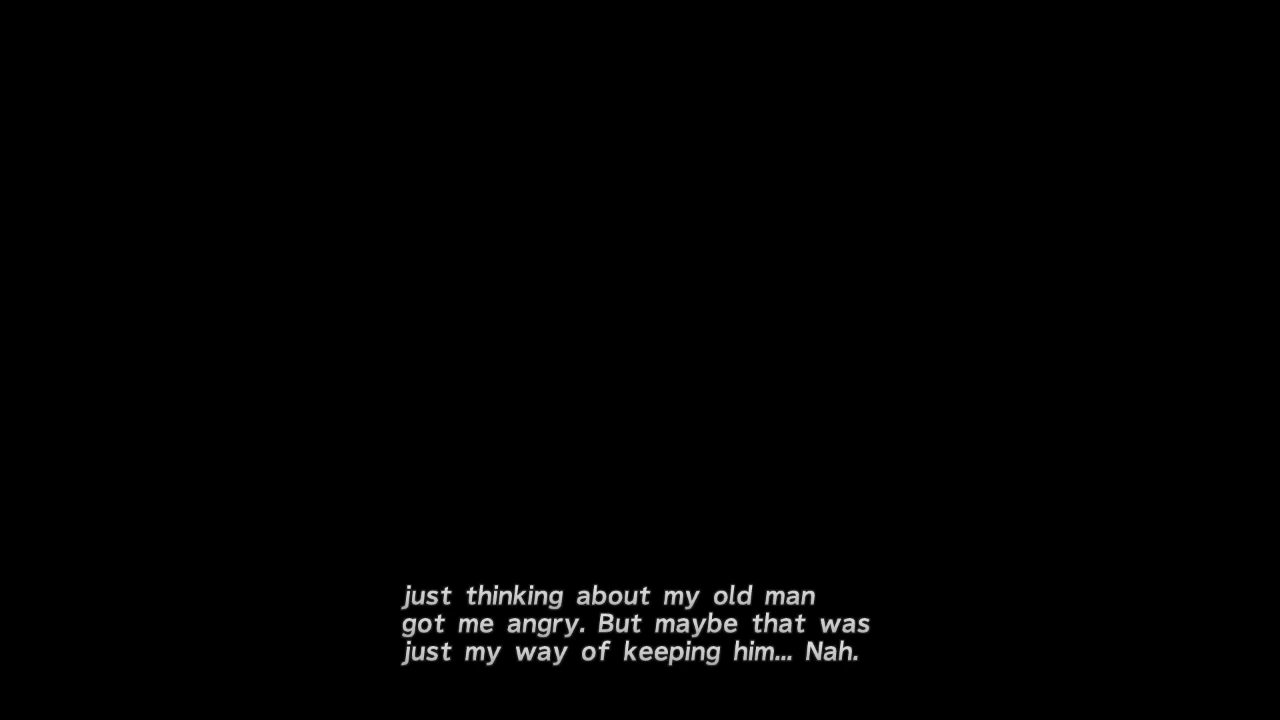 just thinking about my old man
got me angry. But maybe that was
just my way of keeping him... Nah.